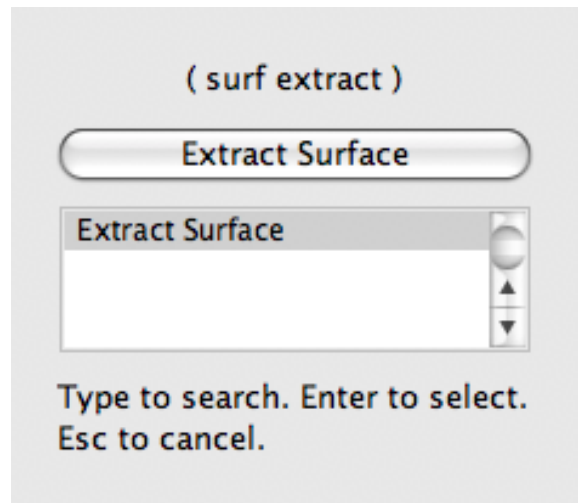 ( surf extract )
Extract Surface
Extract Surface
Type to search. Enter to select.
Esc to cancel.